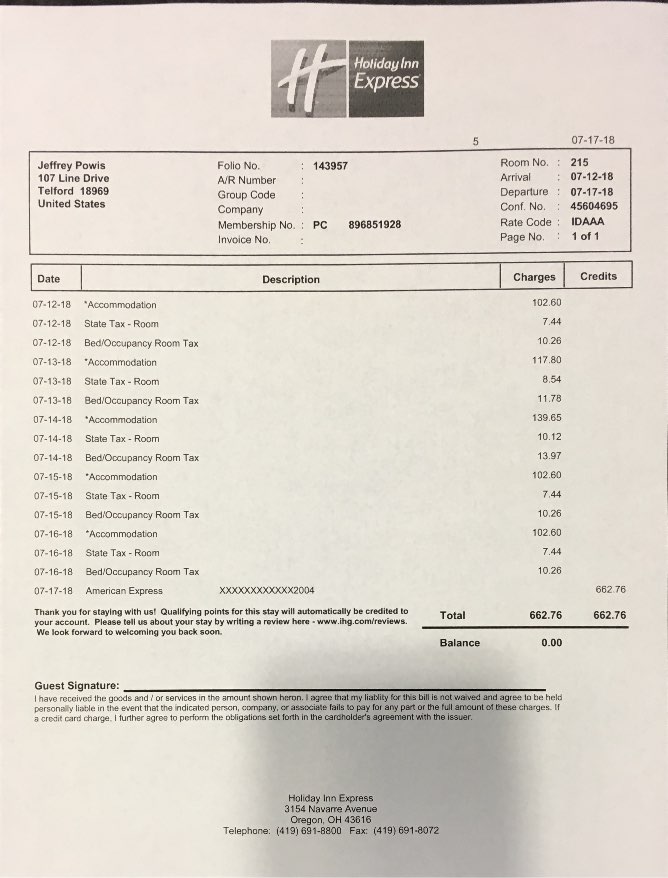 Holiday Inn
Express
5 07-17-18
Jeffrey Powis
107 Line Drive
Telford 18969
United States
Folio No. : 143957
A/R Number :
Group Code :
Company :
Membership No. : PC 896851928
Invoice No. :
Room No. : 215
Arrival : 07-12-18
Departure : 07-17-18
Conf. No. : 45604695
Rate Code : IDAAA
Page No. : 1 of 1
Date Description Charges Credits
07-12-18 *Accommodation 102.60
07-12-18 State Tax - Room 7.44
07-12-18 Bed/Occupancy Room Tax 10.26
07-13-18 *Accommodation 117.80
07-13-18 State Tax - Room 8.54
07-13-18 Bed/Occupancy Room Tax 11.78
07-14-18 *Accommodation 139.65
07-14-18 State Tax - Room 10.12
07-14-18 Bed/Occupancy Room Tax 13.97
07-15-18 *Accommodation 102.60
07-15-18 State Tax - Room 7.44
07-15-18 Bed/Occupancy Room Tax 10.26
07-16-18 *Accommodation 102.60
07-16-18 State Tax - Room 7.44
07-16-18 Bed/Occupancy Room Tax 10.26
07-17-18 American Express XXXXXXXXXXXX2004 662.76
Thank you for staying with us! Qualifying points for this stay will automatically be credited to
your account. Please tell us about your stay by writing a review here - www.ihg.com/reviews.
We look forward to welcoming you back soon.
Total 662.76 662.76
Balance 0.00
Guest Signature:
I have received the goods and / or services in the amount shown heron. I agree that my liablity for this bill is not waived and agree to be held
personally liable in the event that the indicated person, company, or associate fails to pay for any part or the full amount of these charges. If
a credit card charge, I further agree to perform the obligations set forth in the cardholder's agreement with the issuer.
Holiday Inn Express
3154 Navarre Avenue
Oregon, OH 43616
Telephone: (419) 691-8800 Fax: (419) 691-8072